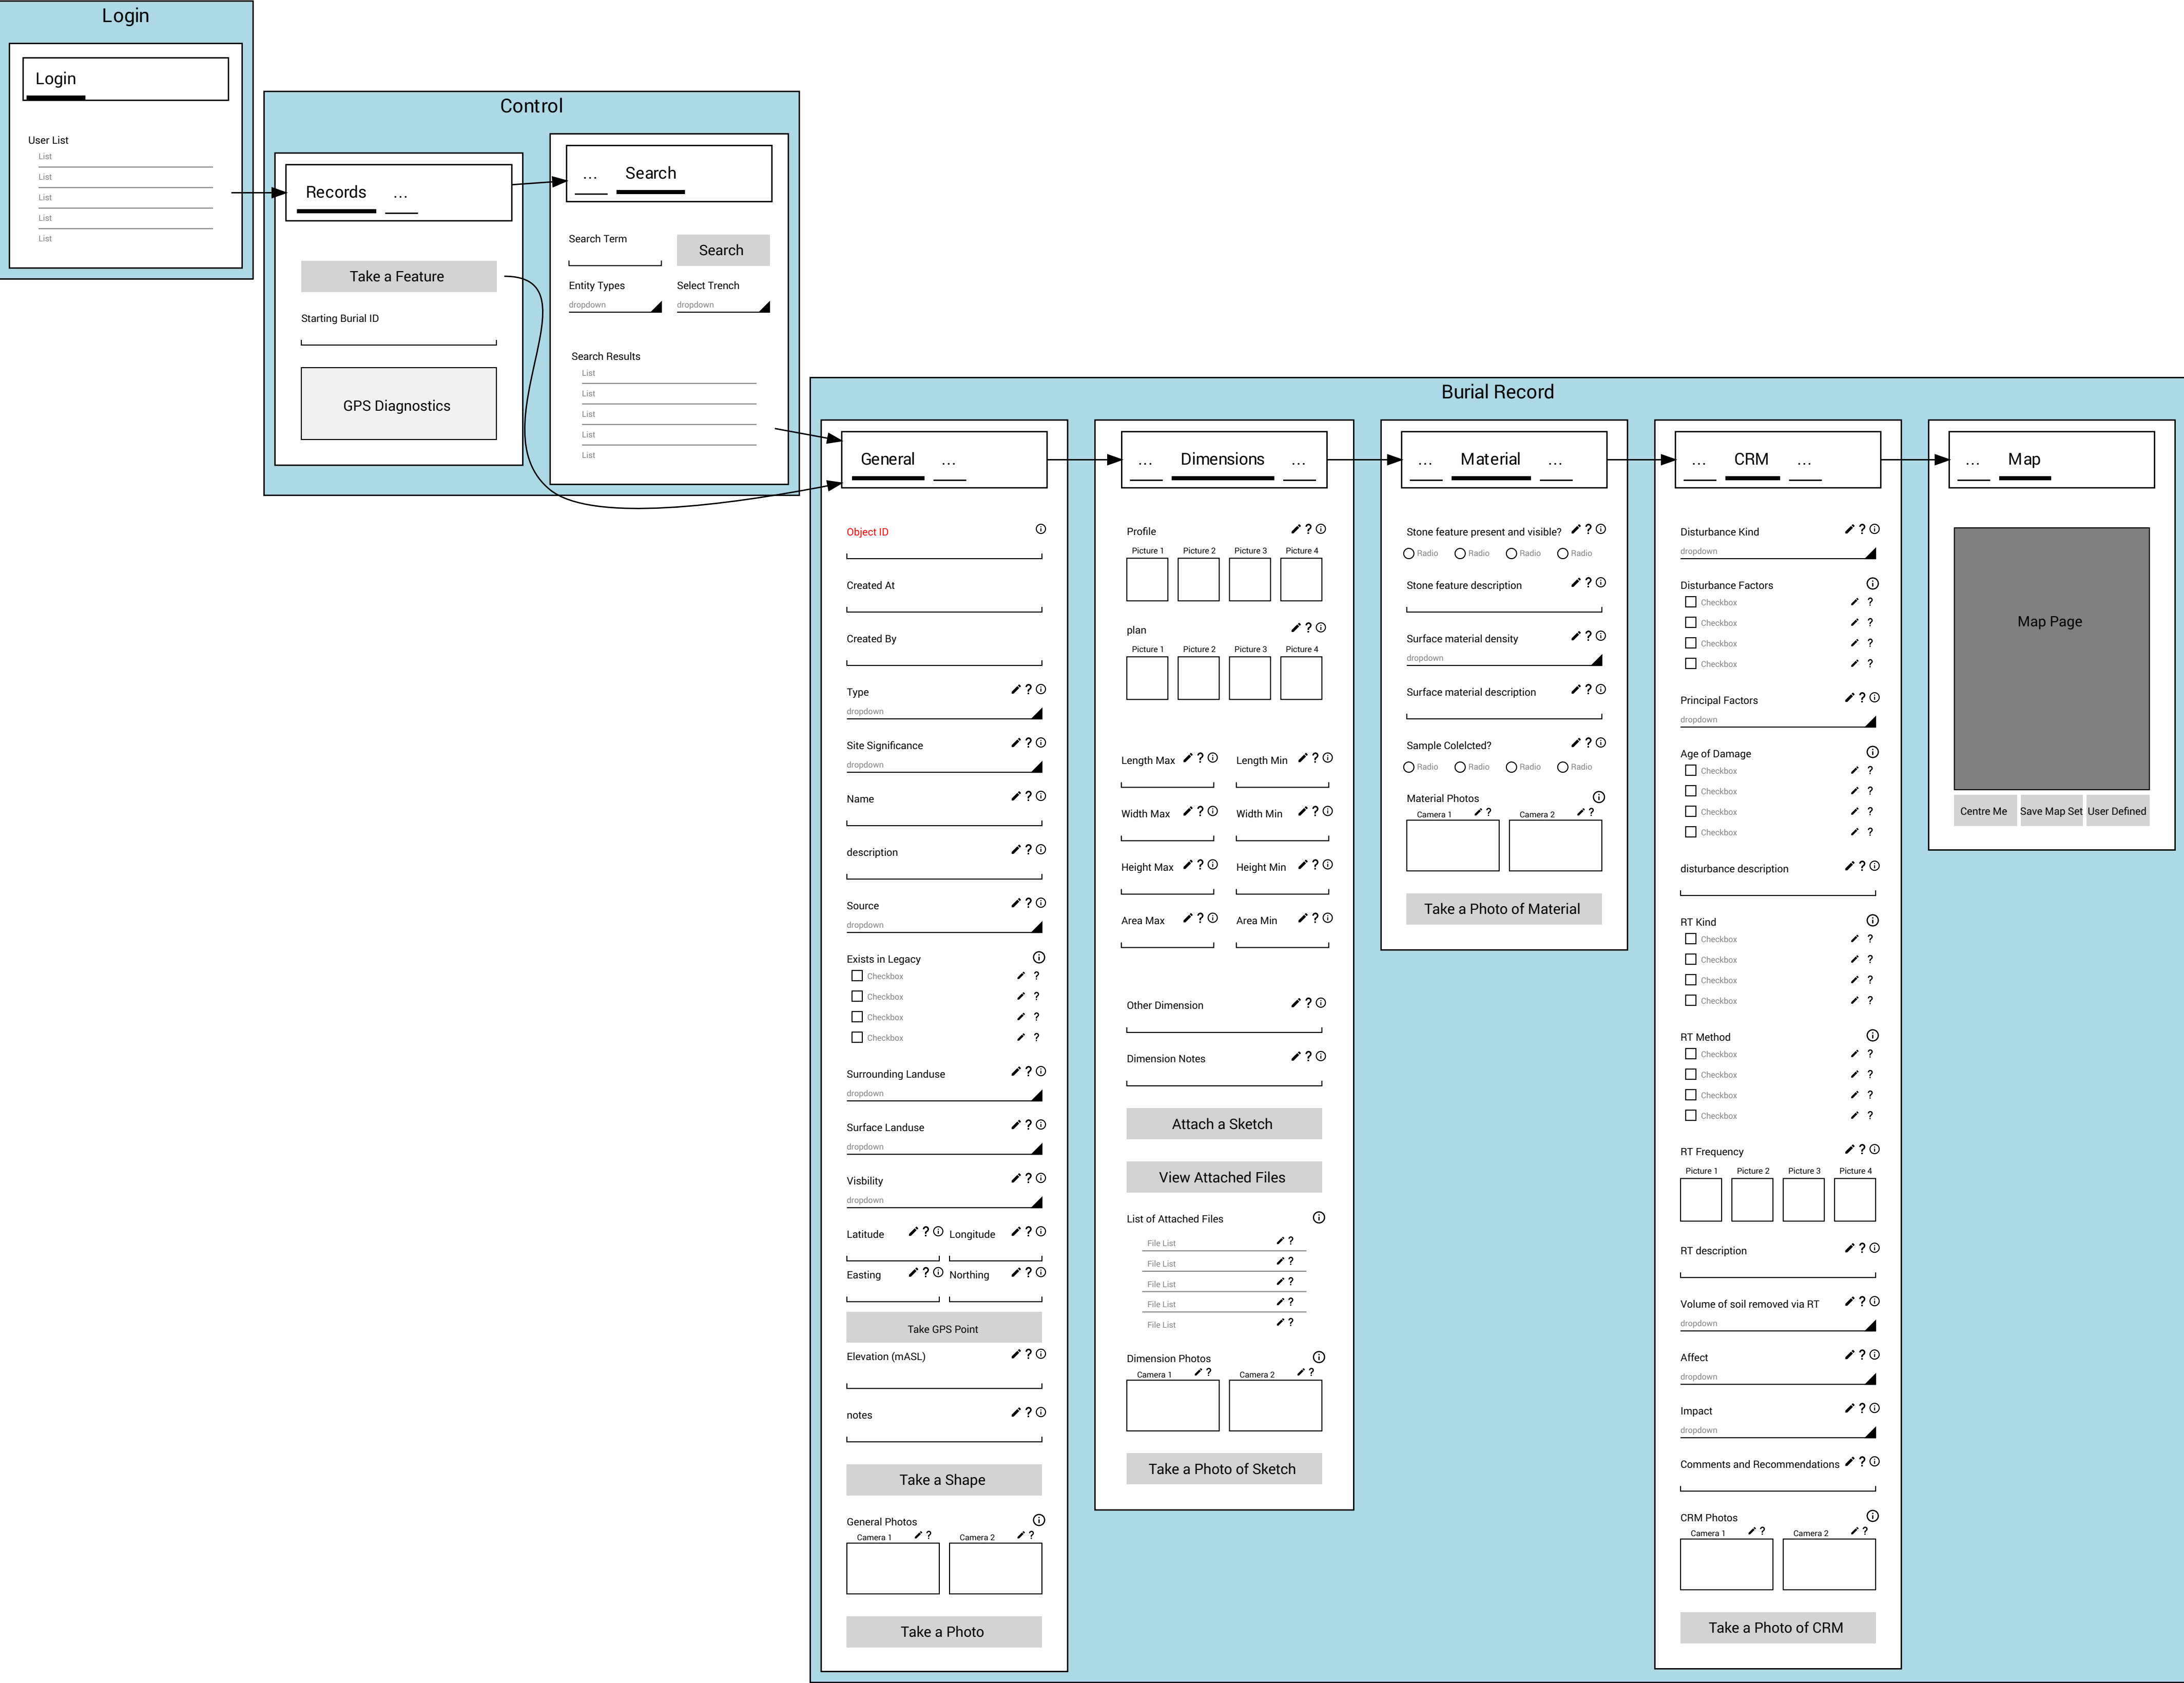 Login
Login
User List
List
List
List
List
List
Control
Records ...
Take a Feature
Starting Burial ID
GPS Diagnostics
... Search
Search Term
Search
Entity Types Select Trench
dropdown dropdown
Search Results
List
List
List
List
List
Burial Record
General ...
Object ID
Created At
Created By
Type ?
dropdown
Site Significance ?
dropdown
Name ?
description ?
Source ?
dropdown
Exists in Legacy
Checkbox ?
Checkbox ?
Checkbox ?
Checkbox ?
Surrounding Landuse ?
dropdown
Surface Landuse ?
dropdown
Visbility ?
dropdown
Latitude ? Longitude ?
Easting ? Northing ?
Take GPS Point
Elevation (mASL) ?
notes ?
Take a Shape
General Photos
Camera 1 ? Camera 2 ?
Take a Photo
... Dimensions ...
Profile ?
Picture 1 Picture 2 Picture 3 Picture 4
plan ?
Picture 1 Picture 2 Picture 3 Picture 4
Length Max ? Length Min ?
Width Max ? Width Min ?
Height Max ? Height Min ?
Area Max ? Area Min ?
Other Dimension ?
Dimension Notes ?
Attach a Sketch
View Attached Files
List of Attached Files
File List ?
File List ?
File List ?
File List ?
File List ?
Dimension Photos
Camera 1 ? Camera 2 ?
Take a Photo of Sketch
... Material ...
Stone feature present and visible? ?
Radio Radio Radio Radio
Stone feature description ?
Surface material density ?
dropdown
Surface material description ?
Sample Colelcted? ?
Radio Radio Radio Radio
Material Photos
Camera 1 ? Camera 2 ?
Take a Photo of Material
... CRM ...
Disturbance Kind ?
dropdown
Disturbance Factors
Checkbox ?
Checkbox ?
Checkbox ?
Checkbox ?
Principal Factors ?
dropdown
Age of Damage
Checkbox ?
Checkbox ?
Checkbox ?
Checkbox ?
disturbance description ?
RT Kind
Checkbox ?
Checkbox ?
Checkbox ?
Checkbox ?
RT Method
Checkbox ?
Checkbox ?
Checkbox ?
Checkbox ?
RT Frequency ?
Picture 1 Picture 2 Picture 3 Picture 4
RT description ?
Volume of soil removed via RT ?
dropdown
Affect ?
dropdown
Impact ?
dropdown
Comments and Recommendations ?
CRM Photos
Camera 1 ? Camera 2 ?
Take a Photo of CRM
... Map
Map Page
Centre Me Save Map Set User Defined